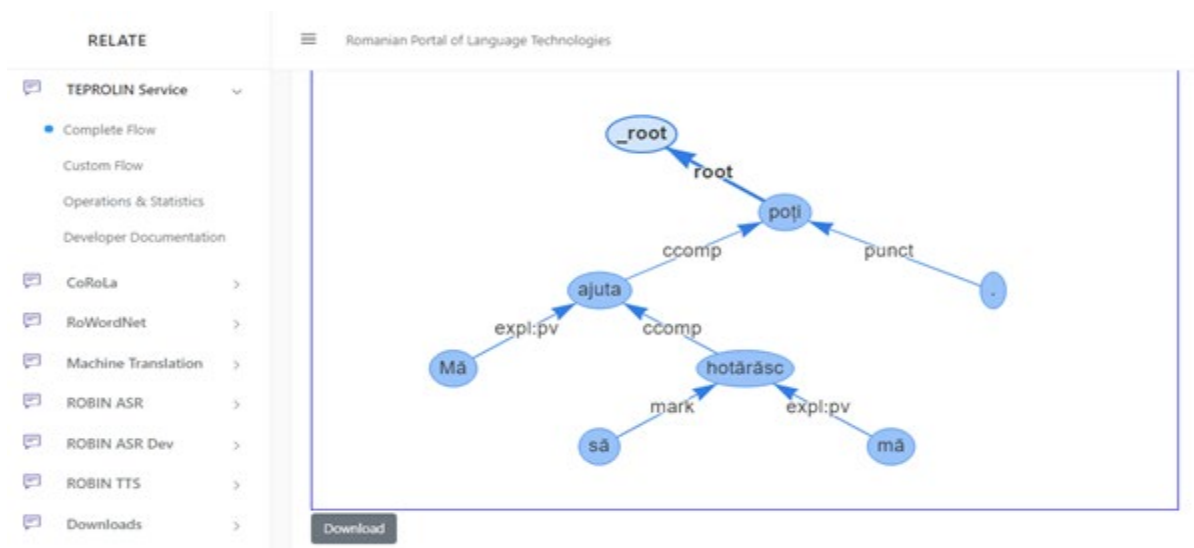 RELATE
Romanian Portal of Language Technologies
TEPROLIN Service
Complete Flow
Custom Flow
Operations & Statistics
Developer Documentation
CoRoLa
RoWordNet
Machine Translation
ROBIN ASR
ROBIN ASR Dev
ROBIN TTS
Downloads
_root
root
poți
ccomp
punct
ajuta
.
expl:pv
ccomp
Mă
hotărăsc
mark
expl:pv
să
mă
Download